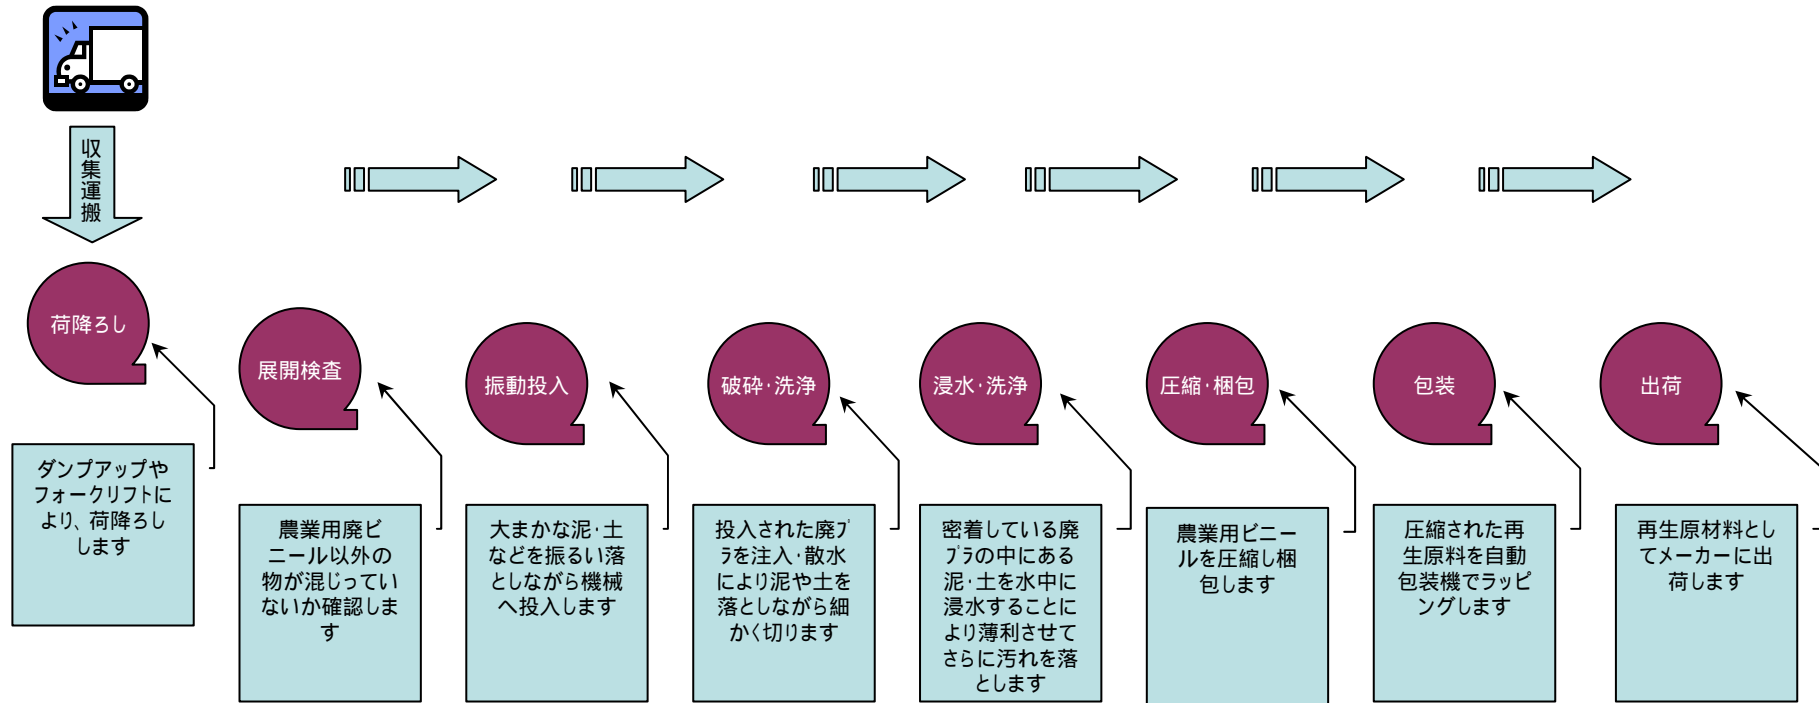 収集運搬
荷降ろし
ダンプアップや
フォークリフトに
より、荷降ろし
します
展開検査
農業用廃ビ
ニール以外の
物が混じってい
ないか確認しま
す
振動投入
大まかな泥・土
などを振るい落
としながら機械
へ投入します
破砕・洗浄
投入された廃ﾌﾟ
ﾗを注入・散水
により泥や土を
落としながら細
かく切ります
浸水・洗浄
密着している廃
ﾌﾟﾗの中にある
泥・土を水中に
浸水することに
より薄利させて
さらに汚れを落
とします
圧縮・梱包
農業用ビニー
ルを圧縮し梱
包します
包装
圧縮された再
生原料を自動
包装機でラッピ
ングします
出荷
再生原材料とし
てメーカーに出
荷します